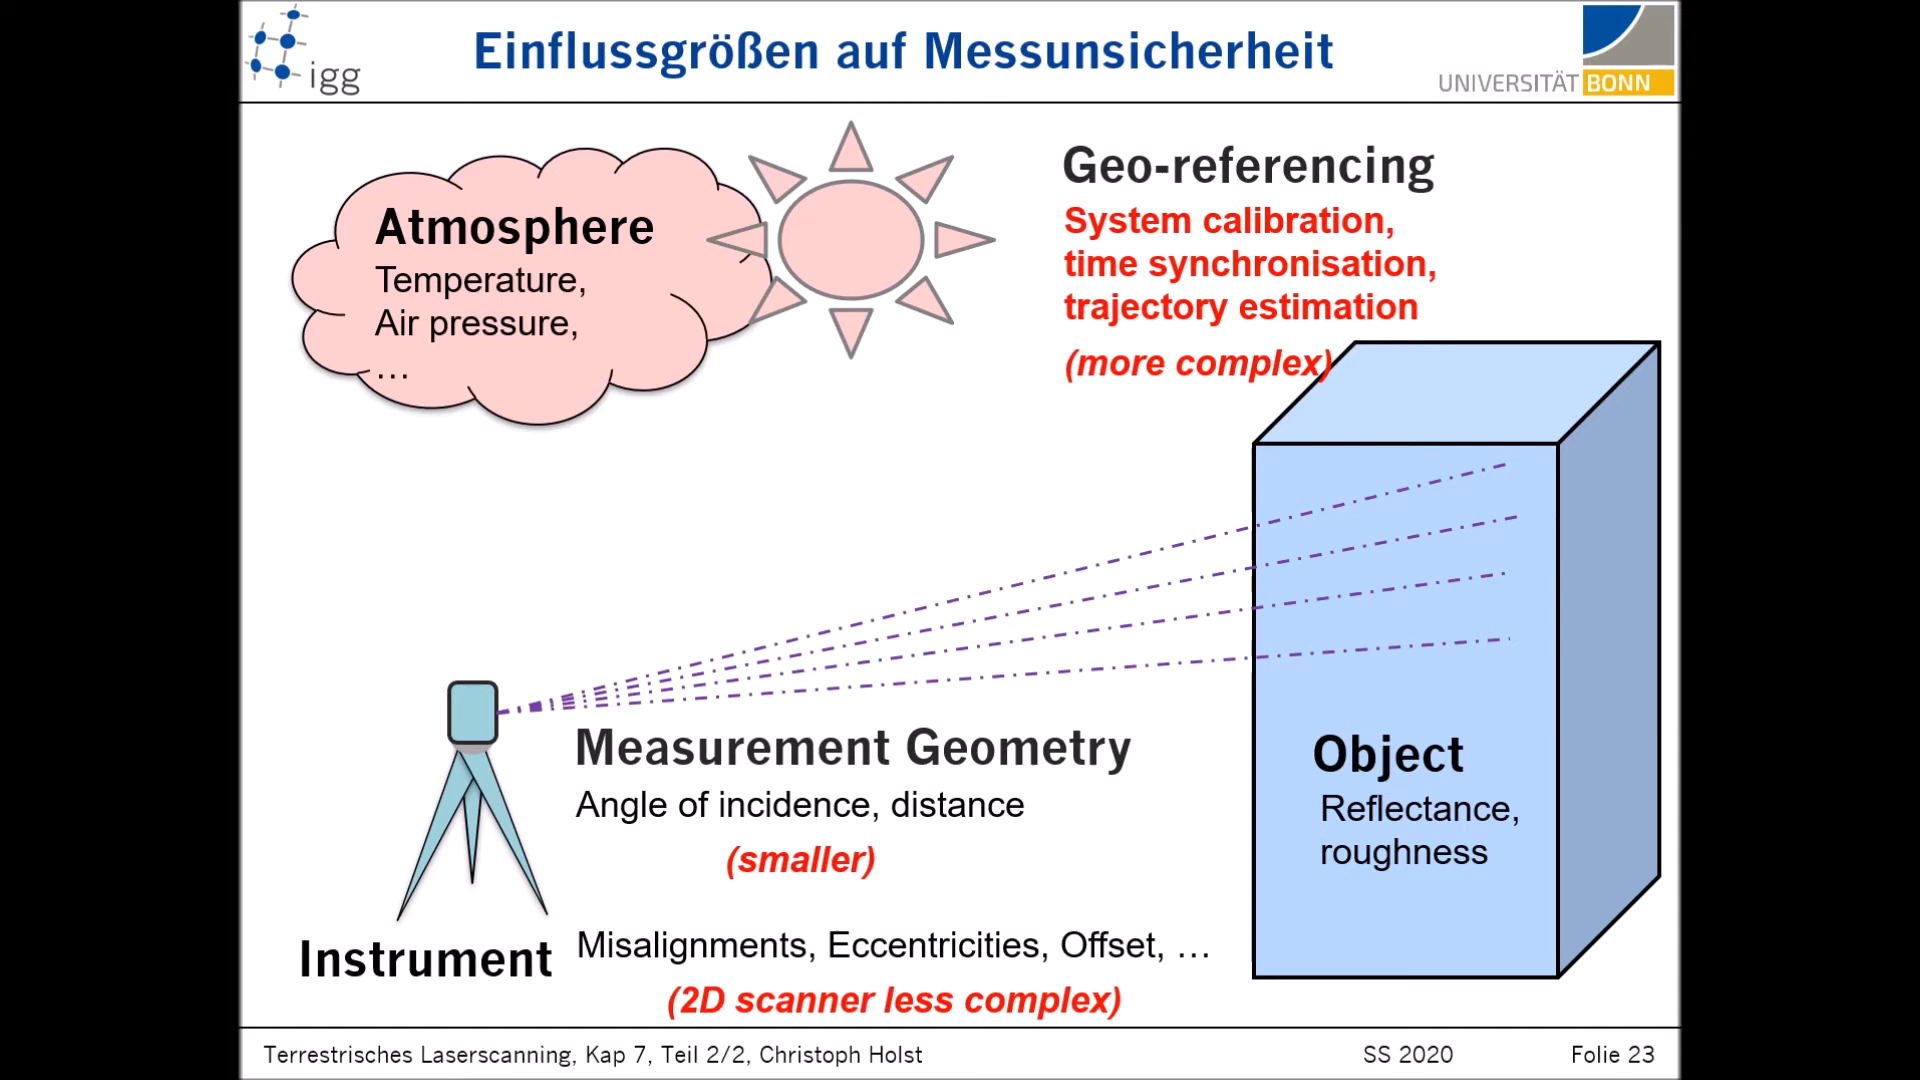 igg
Einflussgrößen auf Messunsicherheit
UNIVERSITÄT BONN
Atmosphere
Temperature,
Air pressure,
…
Geo-referencing
System calibration,
time synchronisation,
trajectory estimation
(more complex)
Measurement Geometry
Angle of incidence, distance
(smaller)
Object
Reflectance,
roughness
Instrument
Misalignments, Eccentricities, Offset, …
(2D scanner less complex)
Terrestrisches Laserscanning, Kap 7, Teil 2/2, Christoph Holst
SS 2020
Folie 23